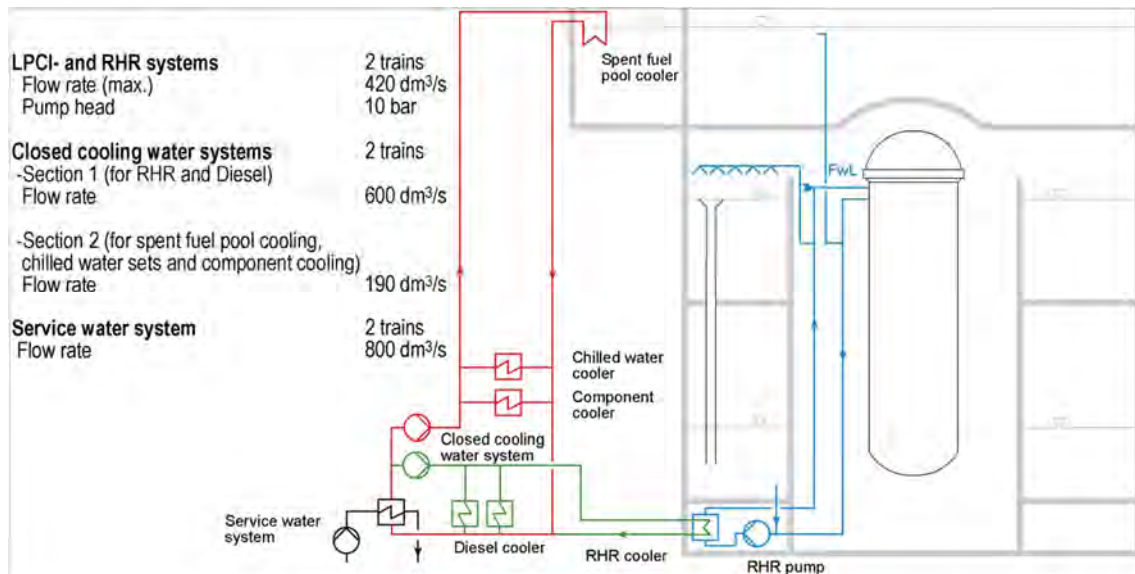 LPCI- and RHR systems 2 trains
Flow rate (max.) 420 dm³/s
Pump head 10 bar
Closed cooling water systems 2 trains
-Section 1 (for RHR and Diesel)
Flow rate 600 dm³/s
-Section 2 (for spent fuel pool cooling,
chilled water sets and component cooling)
Flow rate 190 dm³/s
Service water system 2 trains
Flow rate 800 dm³/s
Spent fuel
pool cooler
FwL
Chilled water
cooler
Component
cooler
Closed cooling
water system
Service water
system
Diesel cooler
RHR cooler
RHR pump